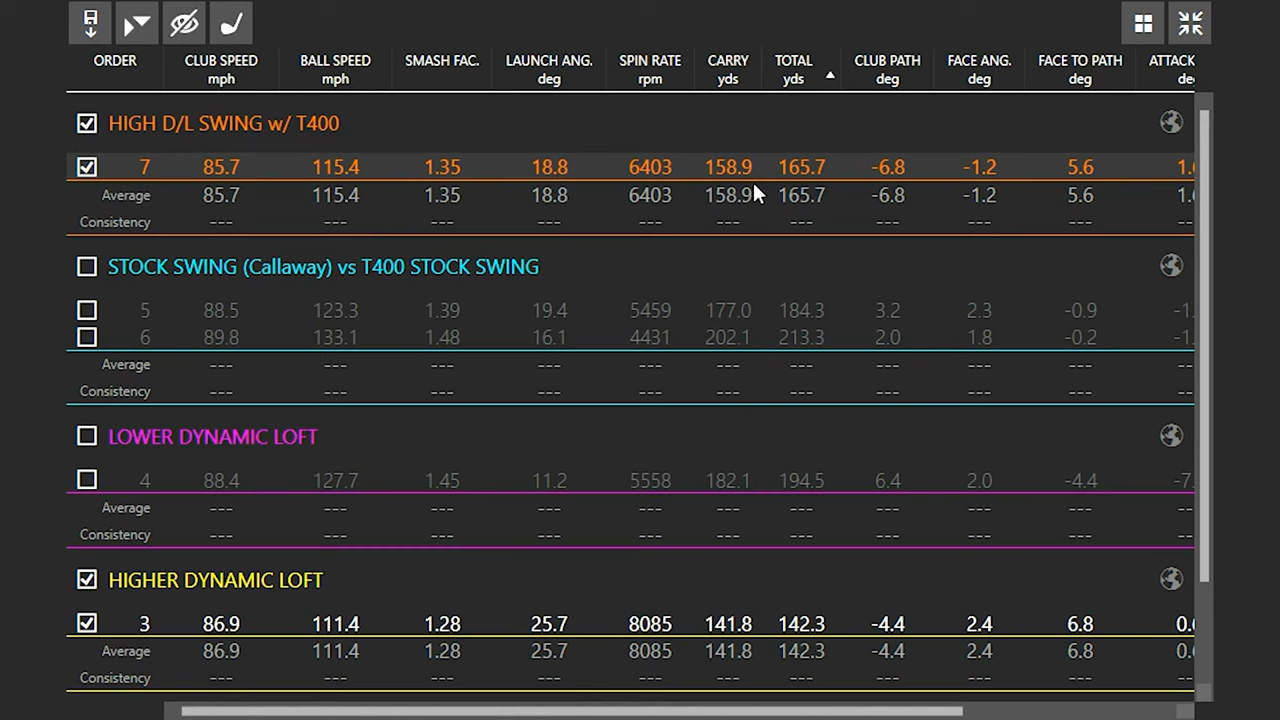 ORDER CLUB SPEED BALL SPEED SMASH FAC. LAUNCH ANG. SPIN RATE CARRY TOTAL CLUB PATH FACE ANG. FACE TO PATH ATTACK
mph mph deg rpm yds yds deg deg deg
HIGH D/L SWING w/ T400
7 85.7 115.4 1.35 18.8 6403 158.9 165.7 -6.8 -1.2 5.6
Average 85.7 115.4 1.35 18.8 6403 158.9 165.7 -6.8 -1.2 5.6
Consistency --- --- --- --- --- --- --- --- --- ---
STOCK SWING (Callaway) vs T400 STOCK SWING
5 88.5 123.3 1.39 19.4 5459 177.0 184.3 3.2 2.3 -0.9
6 89.8 133.1 1.48 16.1 4431 202.1 213.3 2.0 1.8 -0.2
Average --- --- --- --- --- --- --- --- --- ---
Consistency --- --- --- --- --- --- --- --- --- ---
LOWER DYNAMIC LOFT
4 88.4 127.7 1.45 11.2 5558 182.1 194.5 6.4 2.0 -4.4
Average --- --- --- --- --- --- --- --- --- ---
Consistency --- --- --- --- --- --- --- --- --- ---
HIGHER DYNAMIC LOFT
3 86.9 111.4 1.28 25.7 8085 141.8 142.3 -4.4 2.4 6.8
Average 86.9 111.4 1.28 25.7 8085 141.8 142.3 -4.4 2.4 6.8
Consistency --- --- --- --- --- --- --- --- --- ---